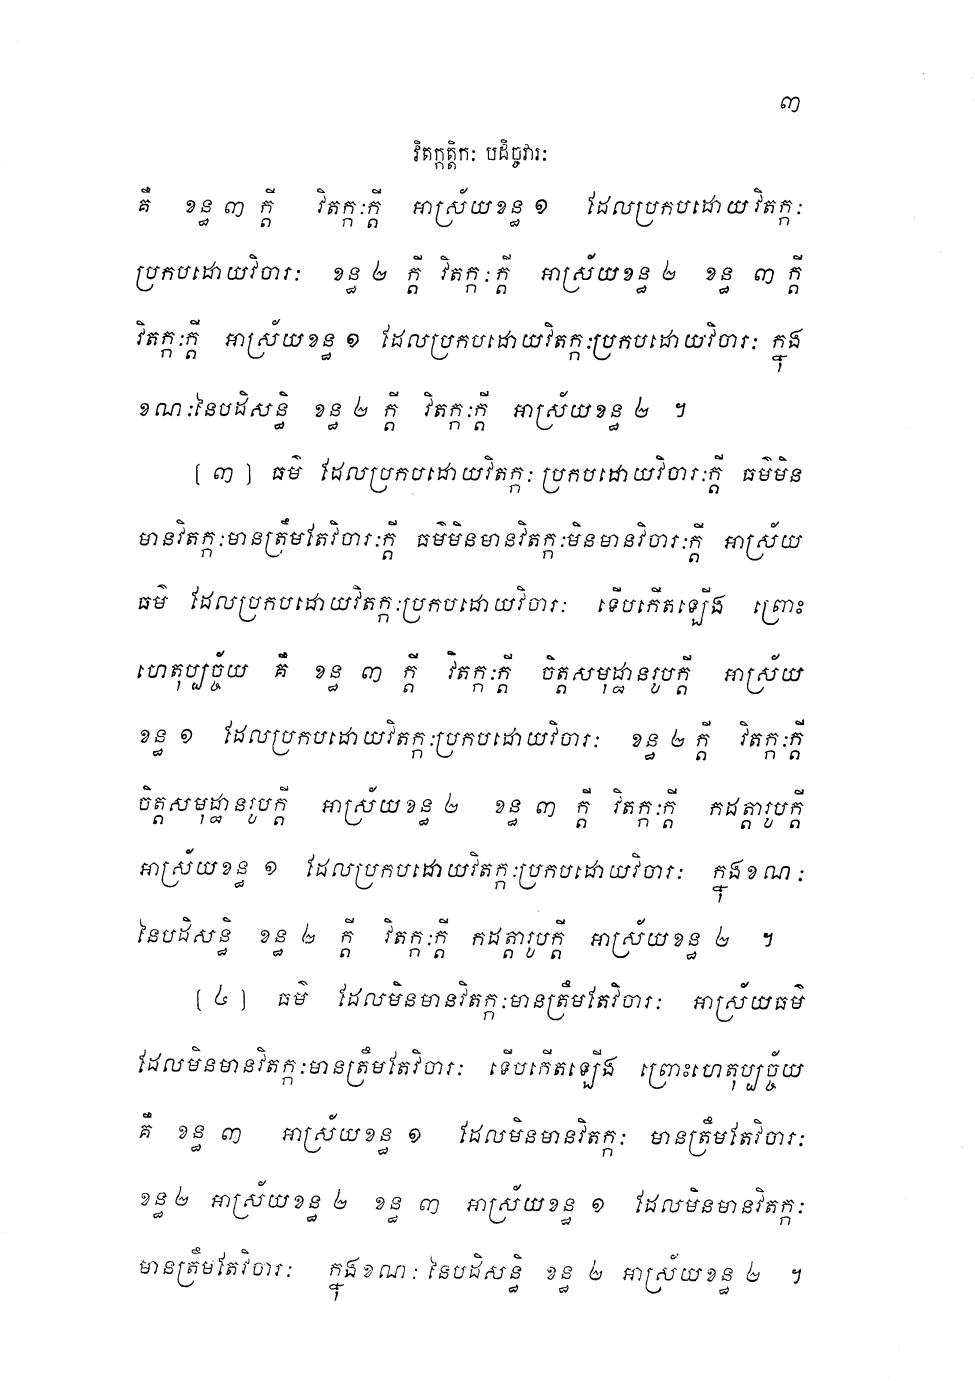 ៣
វិតក្កត្តិកៈ បដិច្ចវារៈ
គឺ ខន្ធ ៣ ក្តី វិតក្កៈក្តី អាស្រ័យខន្ធ ១ ដែលប្រកបដោយវិតក្កៈ
ប្រកបដោយវិចារៈ ខន្ធ ២ ក្តី វិតក្កៈក្តី អាស្រ័យខន្ធ ២ ខន្ធ ៣ ក្តី
វិតក្កៈក្តី អាស្រ័យខន្ធ ១ ដែលប្រកបដោយវិតក្កៈប្រកបដោយវិចារៈ ក្នុង
ខណៈនៃបដិសន្ធិ ខន្ធ ២ ក្តី វិតក្កៈក្តី អាស្រ័យខន្ធ ២ ។
(៣) ធម៌ ដែលប្រកបដោយវិតក្កៈ ប្រកបដោយវិចារៈក្តី ធម៌មិន
មានវិតក្កៈមានត្រឹមតែវិចារៈក្តី ធម៌មិនមានវិតក្កៈមិនមានវិចារៈក្តី អាស្រ័យ
ធម៌ ដែលប្រកបដោយវិតក្កៈប្រកបដោយវិចារៈ ទើបកើតឡើង ព្រោះ
ហេតុប្បច្ច័យ គឺ ខន្ធ ៣ ក្តី វិតក្កៈក្តី ចិត្តសមុដ្ឋានរូបក្តី អាស្រ័យ
ខន្ធ ១ ដែលប្រកបដោយវិតក្កៈប្រកបដោយវិចារៈ ខន្ធ ២ ក្តី វិតក្កៈក្តី
ចិត្តសមុដ្ឋានរូបក្តី អាស្រ័យខន្ធ ២ ខន្ធ ៣ ក្តី វិតក្កៈក្តី កដត្តារូបក្តី
អាស្រ័យខន្ធ ១ ដែលប្រកបដោយវិតក្កៈប្រកបដោយវិចារៈ ក្នុងខណៈ
នៃបដិសន្ធិ ខន្ធ ២ ក្តី វិតក្កៈក្តី កដត្តារូបក្តី អាស្រ័យខន្ធ ២ ។
(៤) ធម៌ ដែលមិនមានវិតក្កៈមានត្រឹមតែវិចារៈ អាស្រ័យធម៌
ដែលមិនមានវិតក្កៈមានត្រឹមតែវិចារៈ ទើបកើតឡើង ព្រោះហេតុប្បច្ច័យ
គឺ ខន្ធ ៣ អាស្រ័យខន្ធ ១ ដែលមិនមានវិតក្កៈ មានត្រឹមតែវិចារៈ
ខន្ធ ២ អាស្រ័យខន្ធ ២ ខន្ធ ៣ អាស្រ័យខន្ធ ១ ដែលមិនមានវិតក្កៈ
មានត្រឹមតែវិចារៈ ក្នុងខណៈ នៃបដិសន្ធិ ខន្ធ ២ អាស្រ័យខន្ធ ២ ។